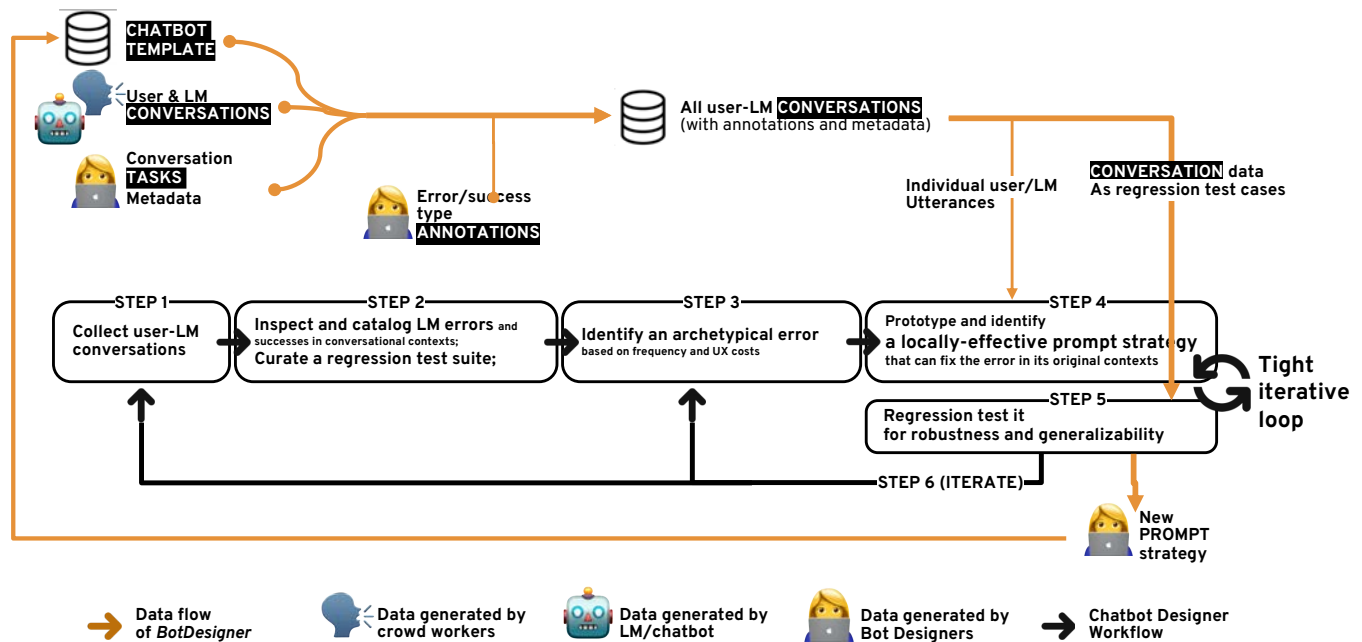 CHATBOT
TEMPLATE
User & LM
CONVERSATIONS
Conversation
TASKS
Metadata
Error/success
type
ANNOTATIONS
All user-LM CONVERSATIONS
(with annotations and metadata)
Individual user/LM
Utterances
CONVERSATION data
As regression test cases
STEP 1
Collect user-LM
conversations
STEP 2
Inspect and catalog LM errors and
successes in conversational contexts;
Curate a regression test suite;
STEP 3
Identify an archetypical error
based on frequency and UX costs
STEP 4
Prototype and identify
a locally-effective prompt strategy
that can fix the error in its original contexts
Tight
iterative
loop
STEP 5
Regression test it
for robustness and generalizability
STEP 6 (ITERATE)
New
PROMPT
strategy
Data flow
of BotDesigner
Data generated by
crowd workers
Data generated by
LM/chatbot
Data generated by
Bot Designers
Chatbot Designer
Workflow